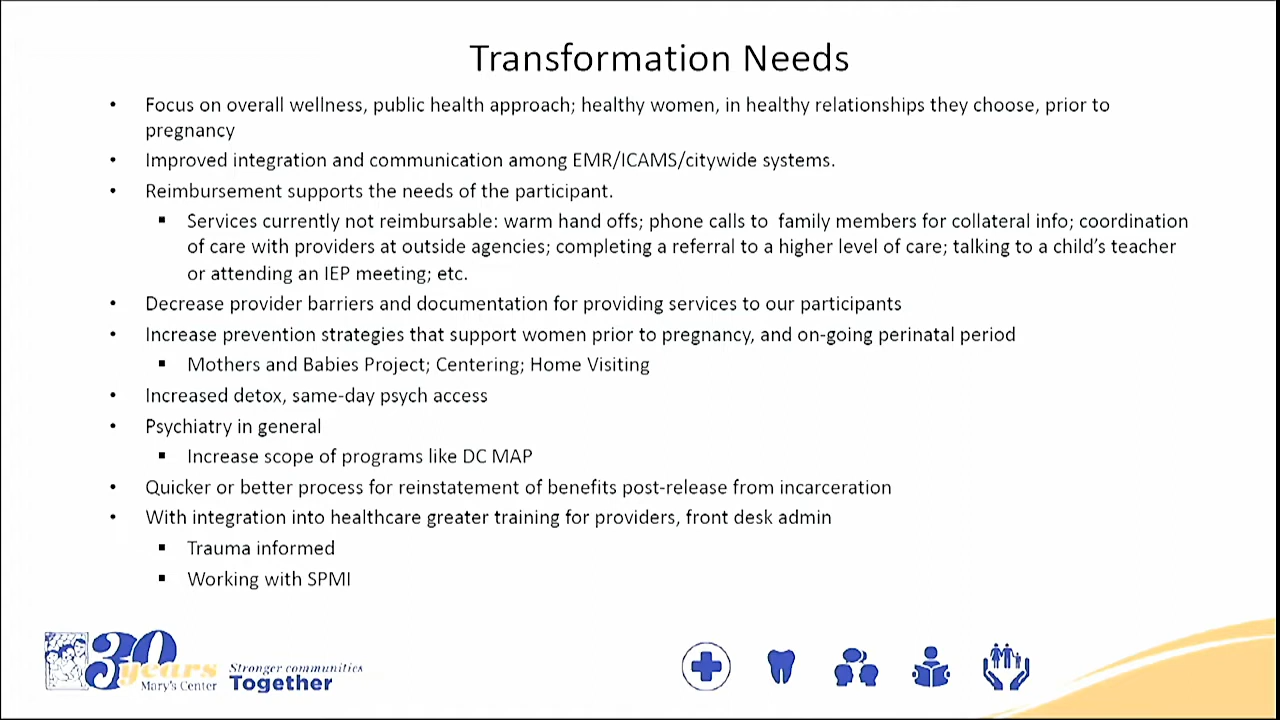 Transformation Needs
• Focus on overall wellness, public health approach; healthy women, in healthy relationships they choose, prior to
pregnancy
• Improved integration and communication among EMR/ICAMS/citywide systems.
• Reimbursement supports the needs of the participant.
▪ Services currently not reimbursable: warm hand offs; phone calls to family members for collateral info; coordination
of care with providers at outside agencies; completing a referral to a higher level of care; talking to a child’s teacher
or attending an IEP meeting; etc.
• Decrease provider barriers and documentation for providing services to our participants
• Increase prevention strategies that support women prior to pregnancy, and on-going perinatal period
▪ Mothers and Babies Project; Centering; Home Visiting
• Increased detox, same-day psych access
• Psychiatry in general
▪ Increase scope of programs like DC MAP
• Quicker or better process for reinstatement of benefits post-release from incarceration
• With integration into healthcare greater training for providers, front desk admin
▪ Trauma informed
▪ Working with SPMI
30 years
Mary's Center
Stronger communities
Together